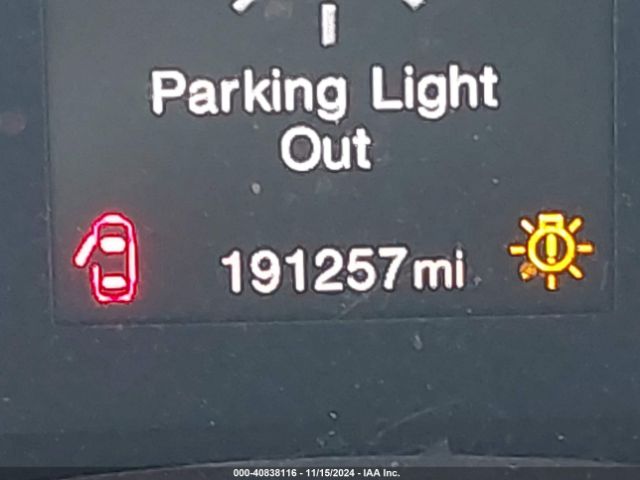 Parking Light
Out
191257mi
000-40838116 - 11/15/2024 - IAA Inc.